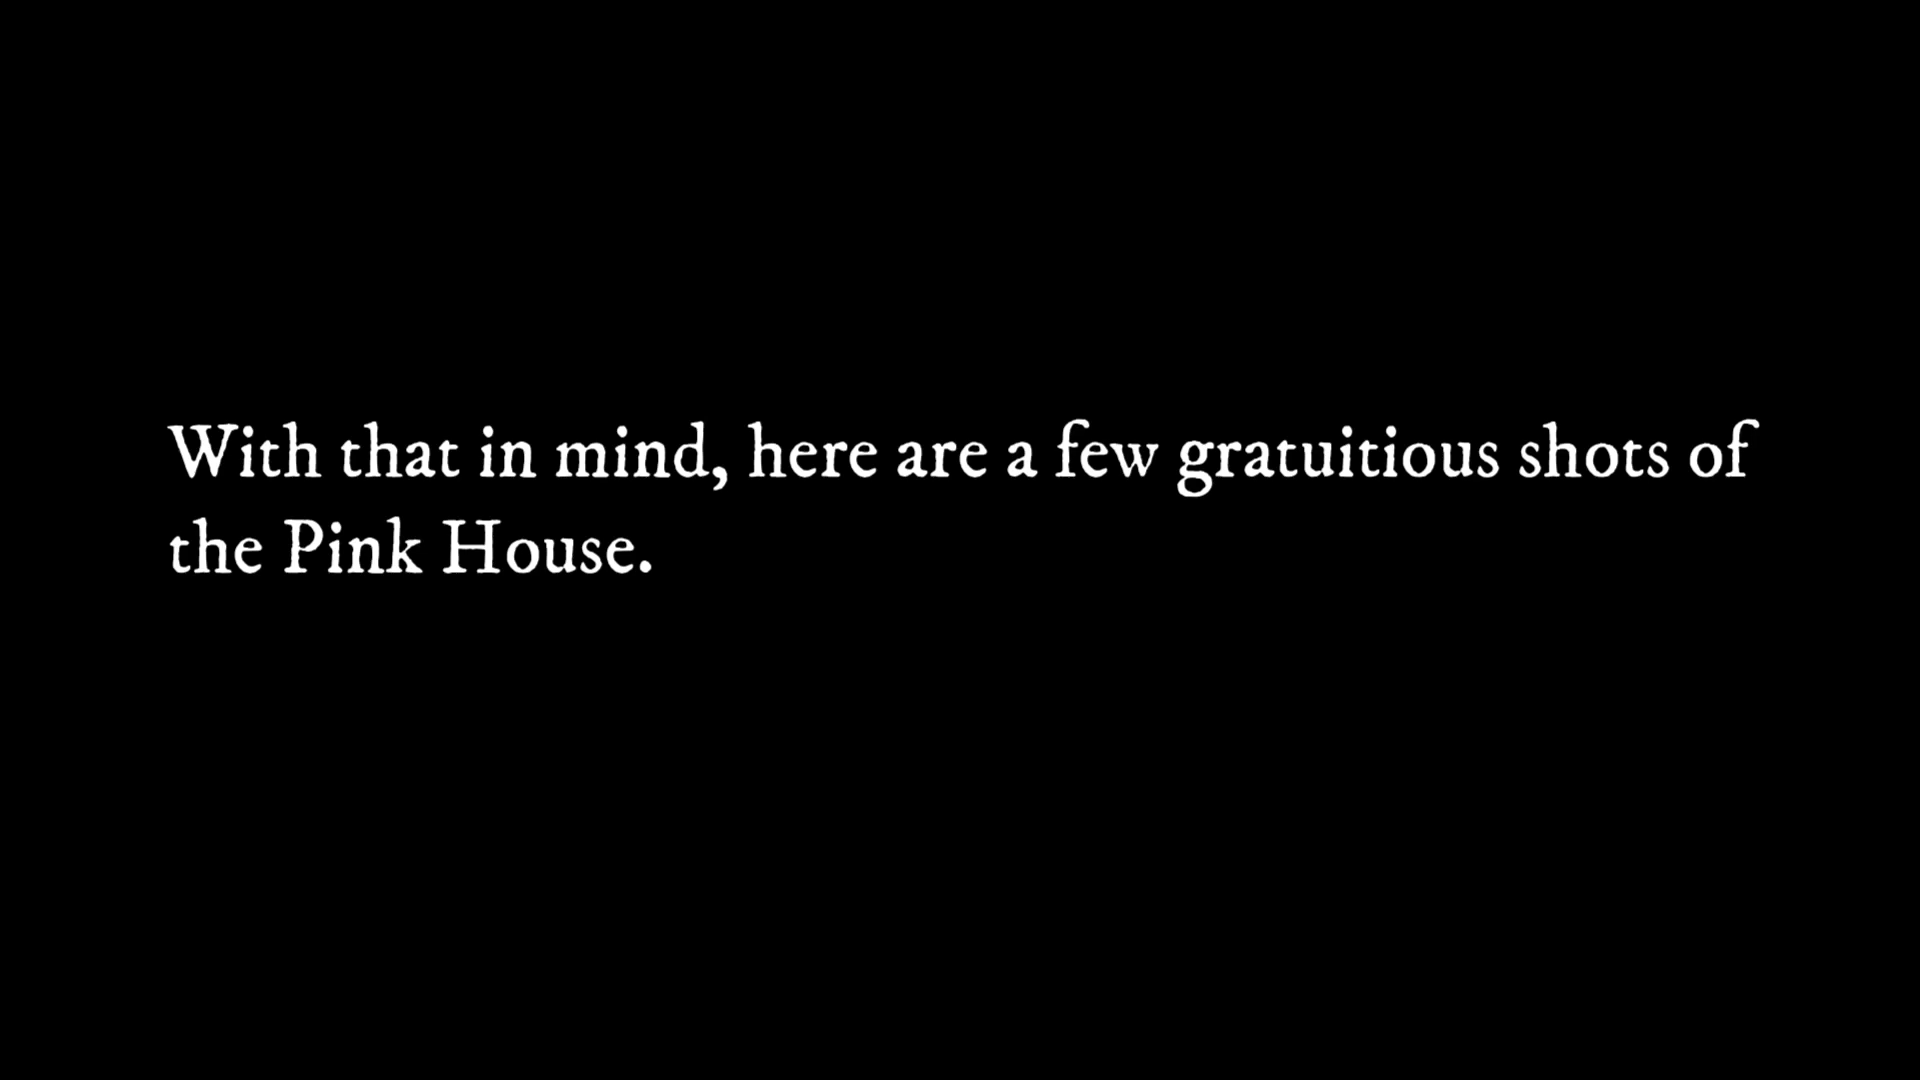 With that in mind, here are a few gratuitious shots of
the Pink House.